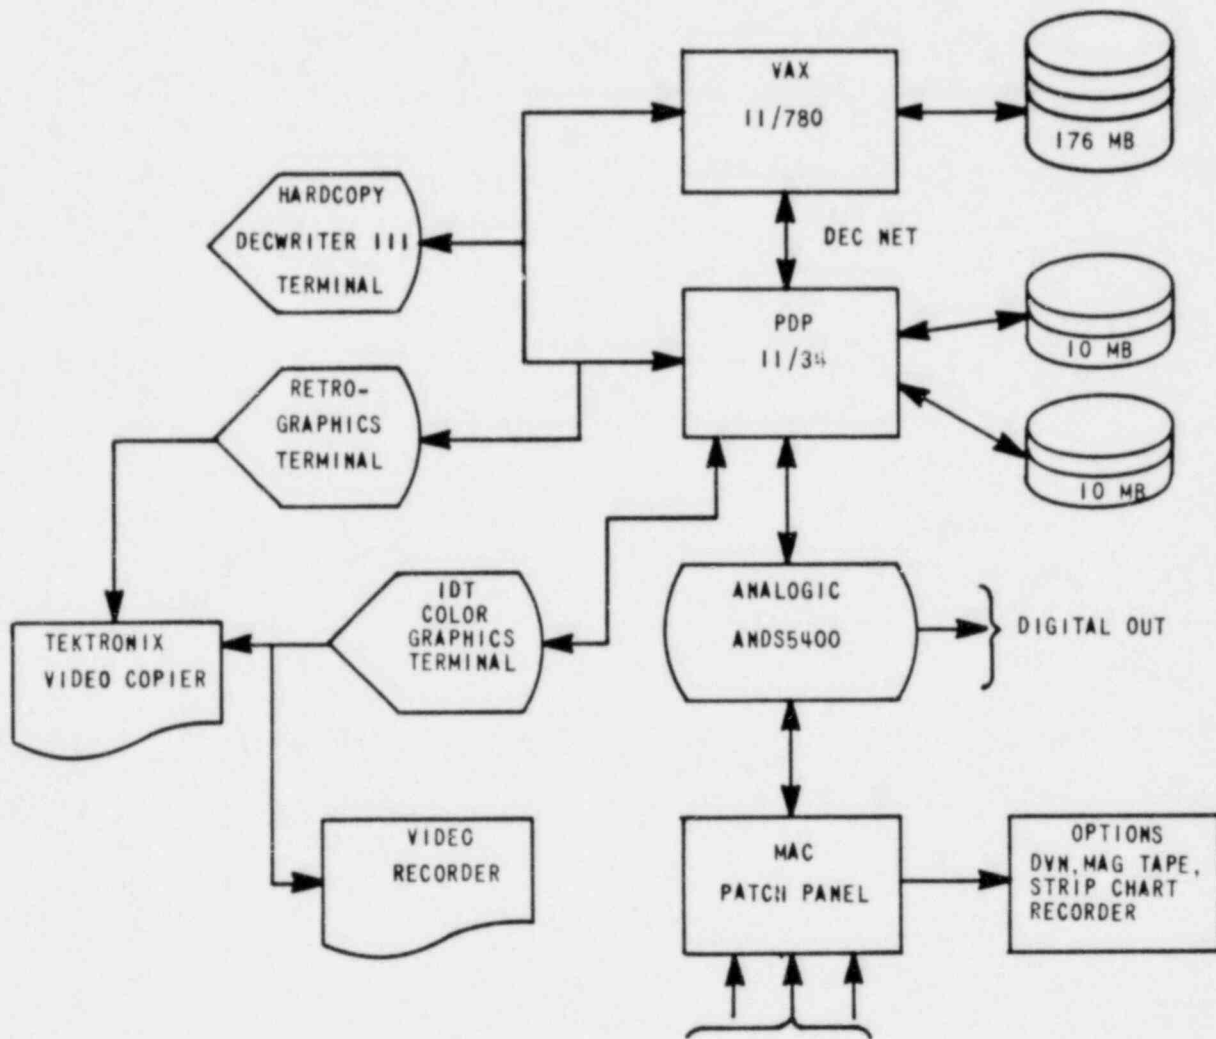 VAX
11/780
176 MB
HARDCOPY
DECWRITER III
TERMINAL
DEC NET
PDP
11/34
10 MB
10 MB
RETRO-
GRAPHICS
TERMINAL
IDT
COLOR
GRAPHICS
TERMINAL
ANALOGIC
ANDS5400
DIGITAL OUT
TEKTRONIX
VIDEO COPIER
VIDEO
RECORDER
MAC
PATCH PANEL
OPTIONS
DVM, MAG TAPE,
STRIP CHART
RECORDER